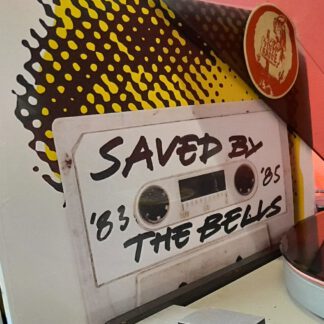 SAVED BY
'83 '85
THE BELLS